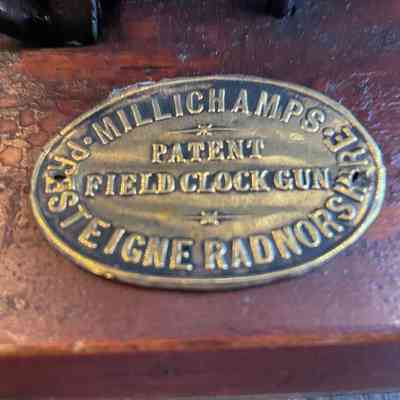 MILLICHAMPS
PATENT
FIELD CLOCK GUN
PRESTEIGNE RADNORSHIRE